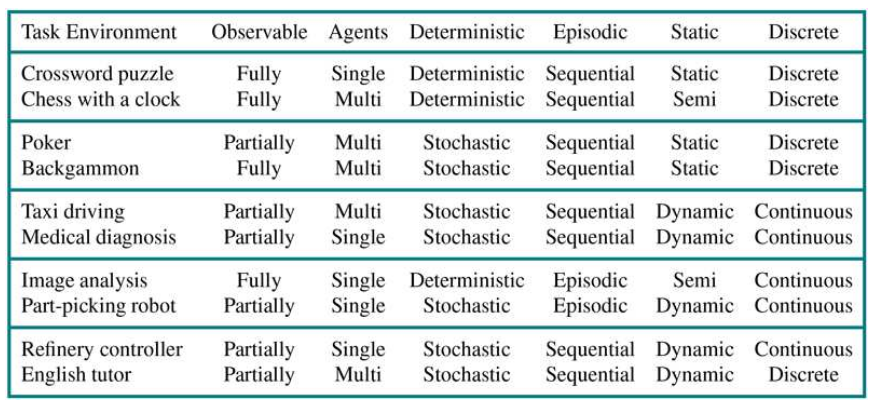 Task Environment Observable Agents Deterministic Episodic Static Discrete
Crossword puzzle Fully Single Deterministic Sequential Static Discrete
Chess with a clock Fully Multi Deterministic Sequential Semi Discrete
Poker Partially Multi Stochastic Sequential Static Discrete
Backgammon Fully Multi Stochastic Sequential Static Discrete
Taxi driving Partially Multi Stochastic Sequential Dynamic Continuous
Medical diagnosis Partially Single Stochastic Sequential Dynamic Continuous
Image analysis Fully Single Deterministic Episodic Semi Continuous
Part-picking robot Partially Single Stochastic Episodic Dynamic Continuous
Refinery controller Partially Single Stochastic Sequential Dynamic Continuous
English tutor Partially Multi Stochastic Sequential Dynamic Discrete